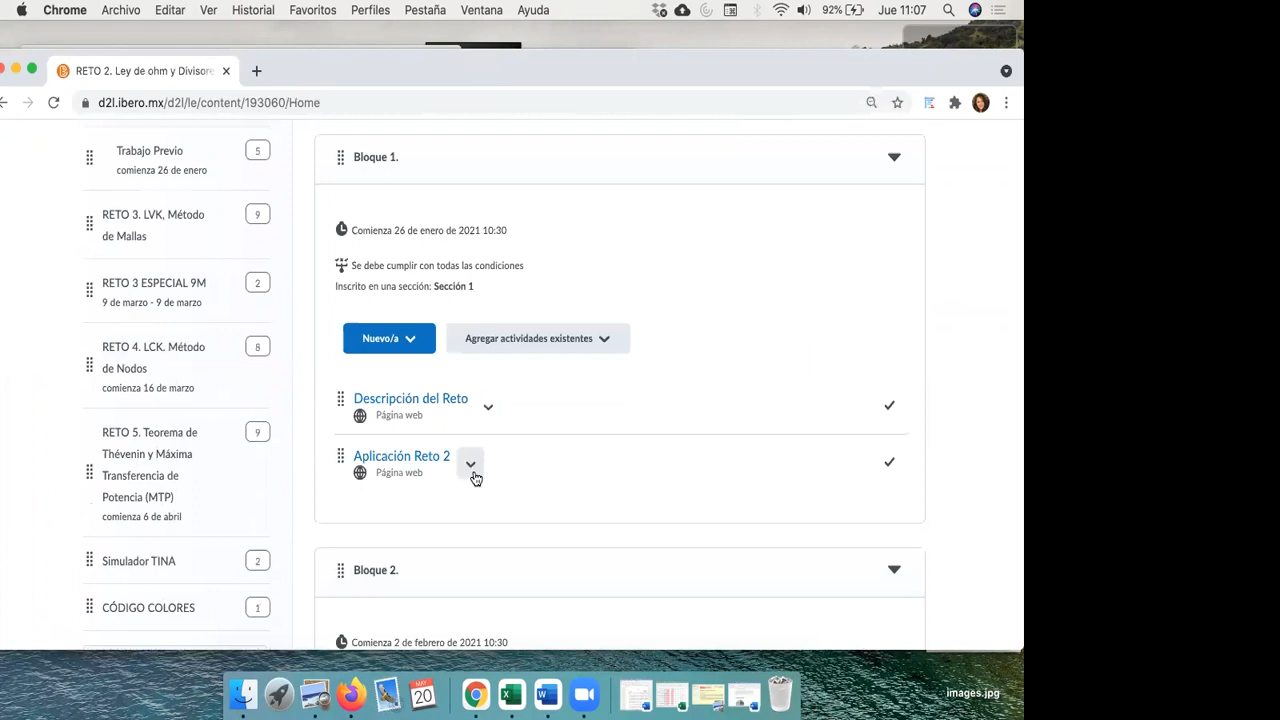 Chrome Archivo Editar Ver Historial Favoritos Perfiles Pestaña Ventana Ayuda 92% Jue 11:07
RETO 2. Ley de ohm y Divisore
d2l.ibero.mx/d2l/le/content/193060/Home
Trabajo Previo 5
comienza 26 de enero
RETO 3. LVK, Método 9
de Mallas
RETO 3 ESPECIAL 9M 2
9 de marzo - 9 de marzo
RETO 4. LCK. Método 8
de Nodos
comienza 16 de marzo
RETO 5. Teorema de 9
Thévenin y Máxima
Transferencia de
Potencia (MTP)
comienza 6 de abril
Simulador TINA 2
CÓDIGO COLORES 1
Bloque 1.
Comienza 26 de enero de 2021 10:30
Se debe cumplir con todas las condiciones
Inscrito en una sección: Sección 1
Nuevo/a Agregar actividades existentes
Descripción del Reto
Página web
Aplicación Reto 2
Página web
Bloque 2.
Comienza 2 de febrero de 2021 10:30
MAY
20
images.jpg